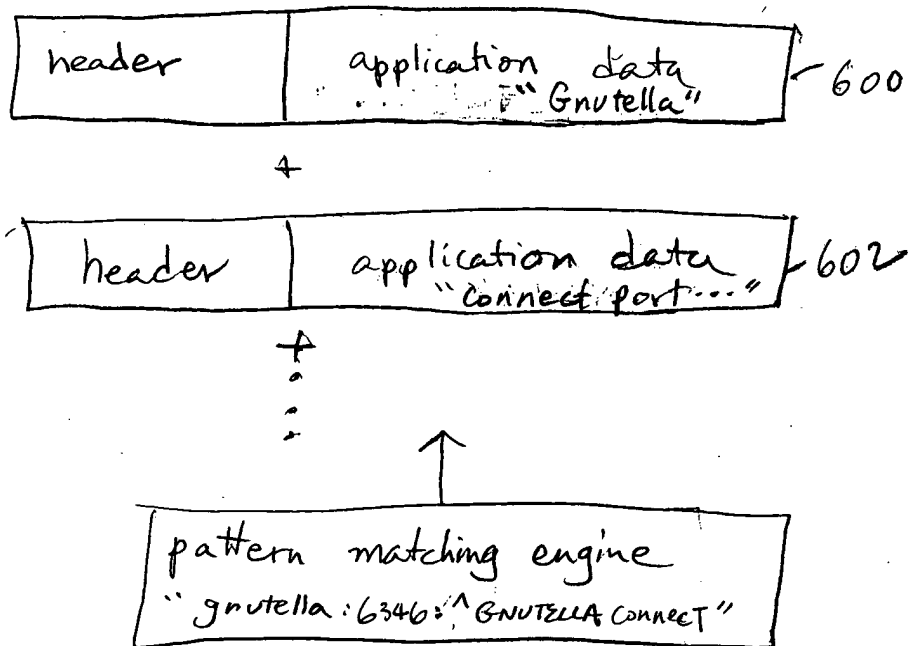 header application data
"Gnutella"
600
+
header application data
"connect port..."
602
+
pattern matching engine
"gnutella:6346:^GNUTELLA CONNECT"